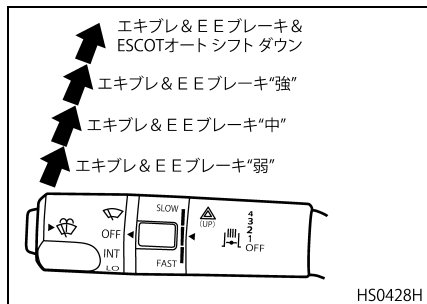 エキブレ＆ＥＥブレーキ＆
ESCOTオート シフト ダウン
エキブレ＆ＥＥブレーキ“強”
エキブレ＆ＥＥブレーキ“中”
エキブレ＆ＥＥブレーキ“弱”
OFF
INT
LO
SLOW
FAST
(UP)
4
3
2
1
OFF
HS0428H